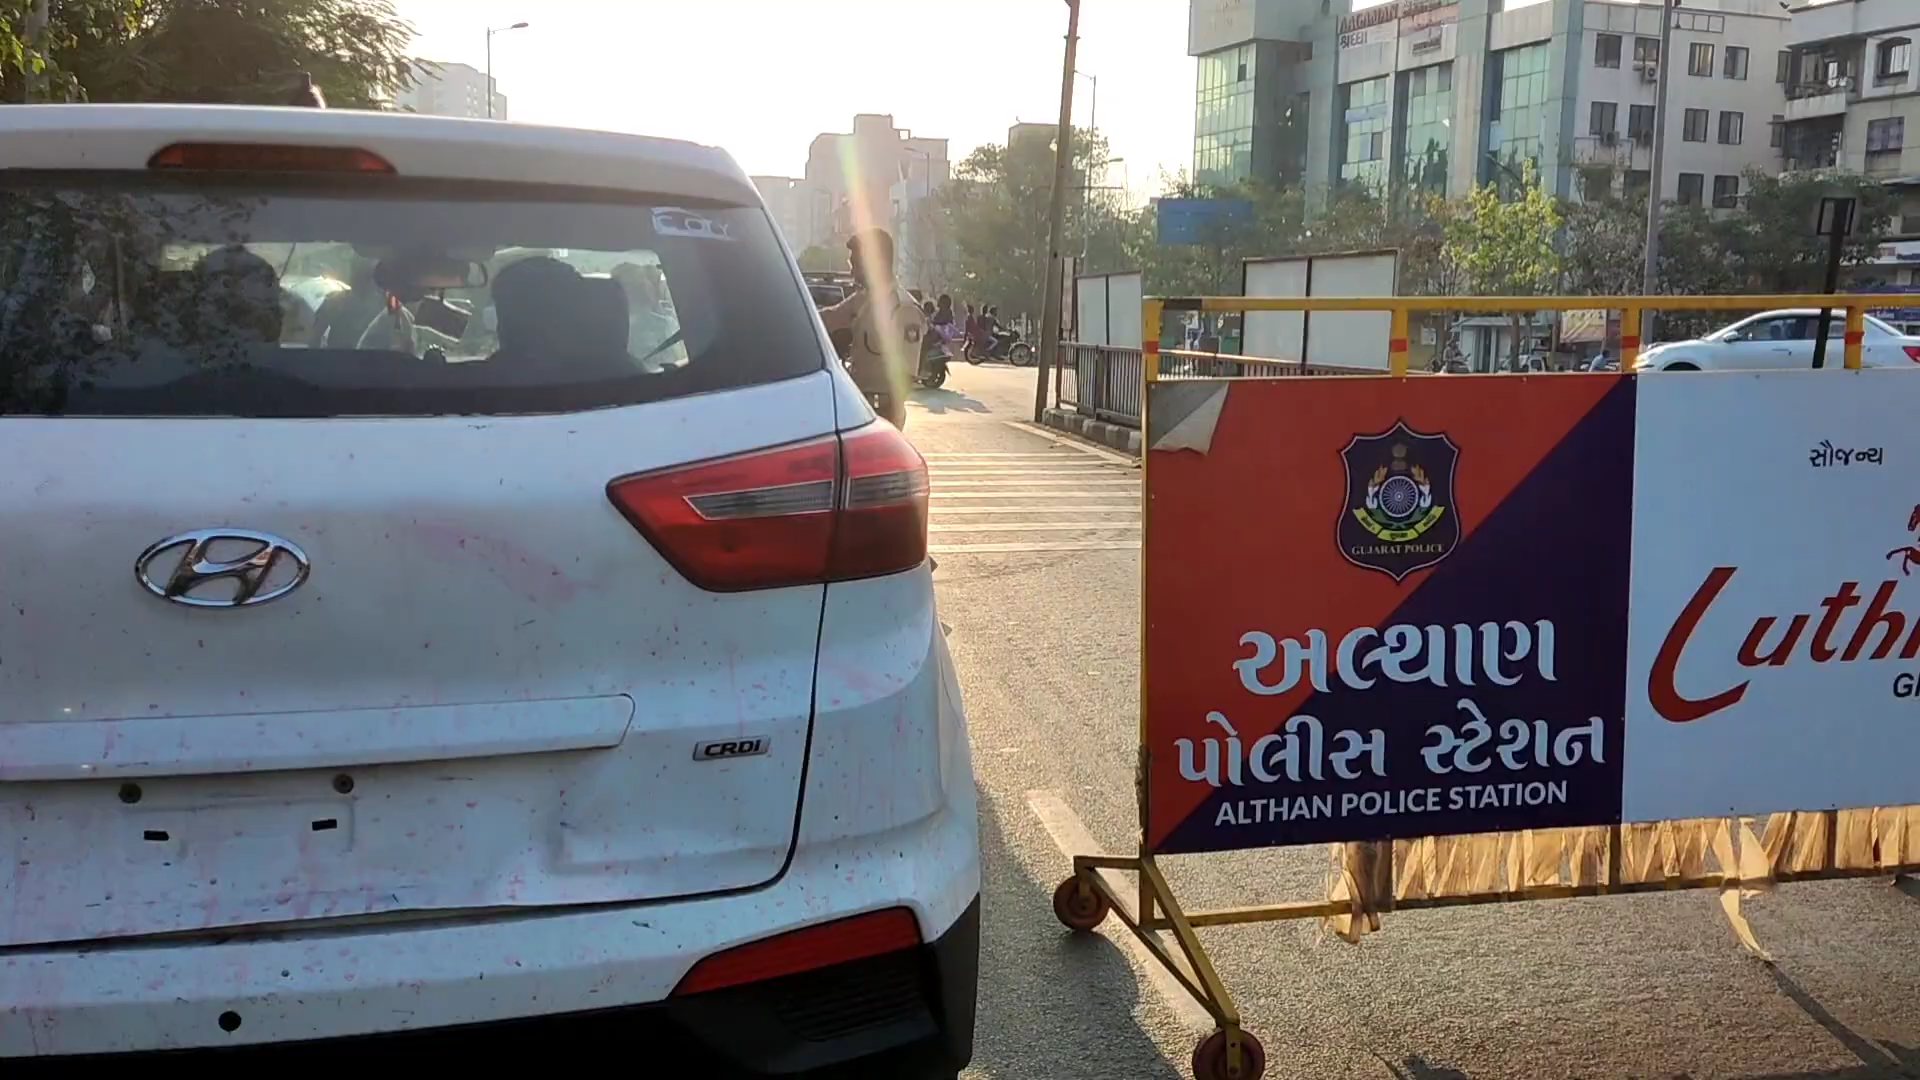 CRDi
GUJARAT POLICE
અલ્થાણ
પોલીસ સ્ટેશન
ALTHAN POLICE STATION
સૌજન્ય